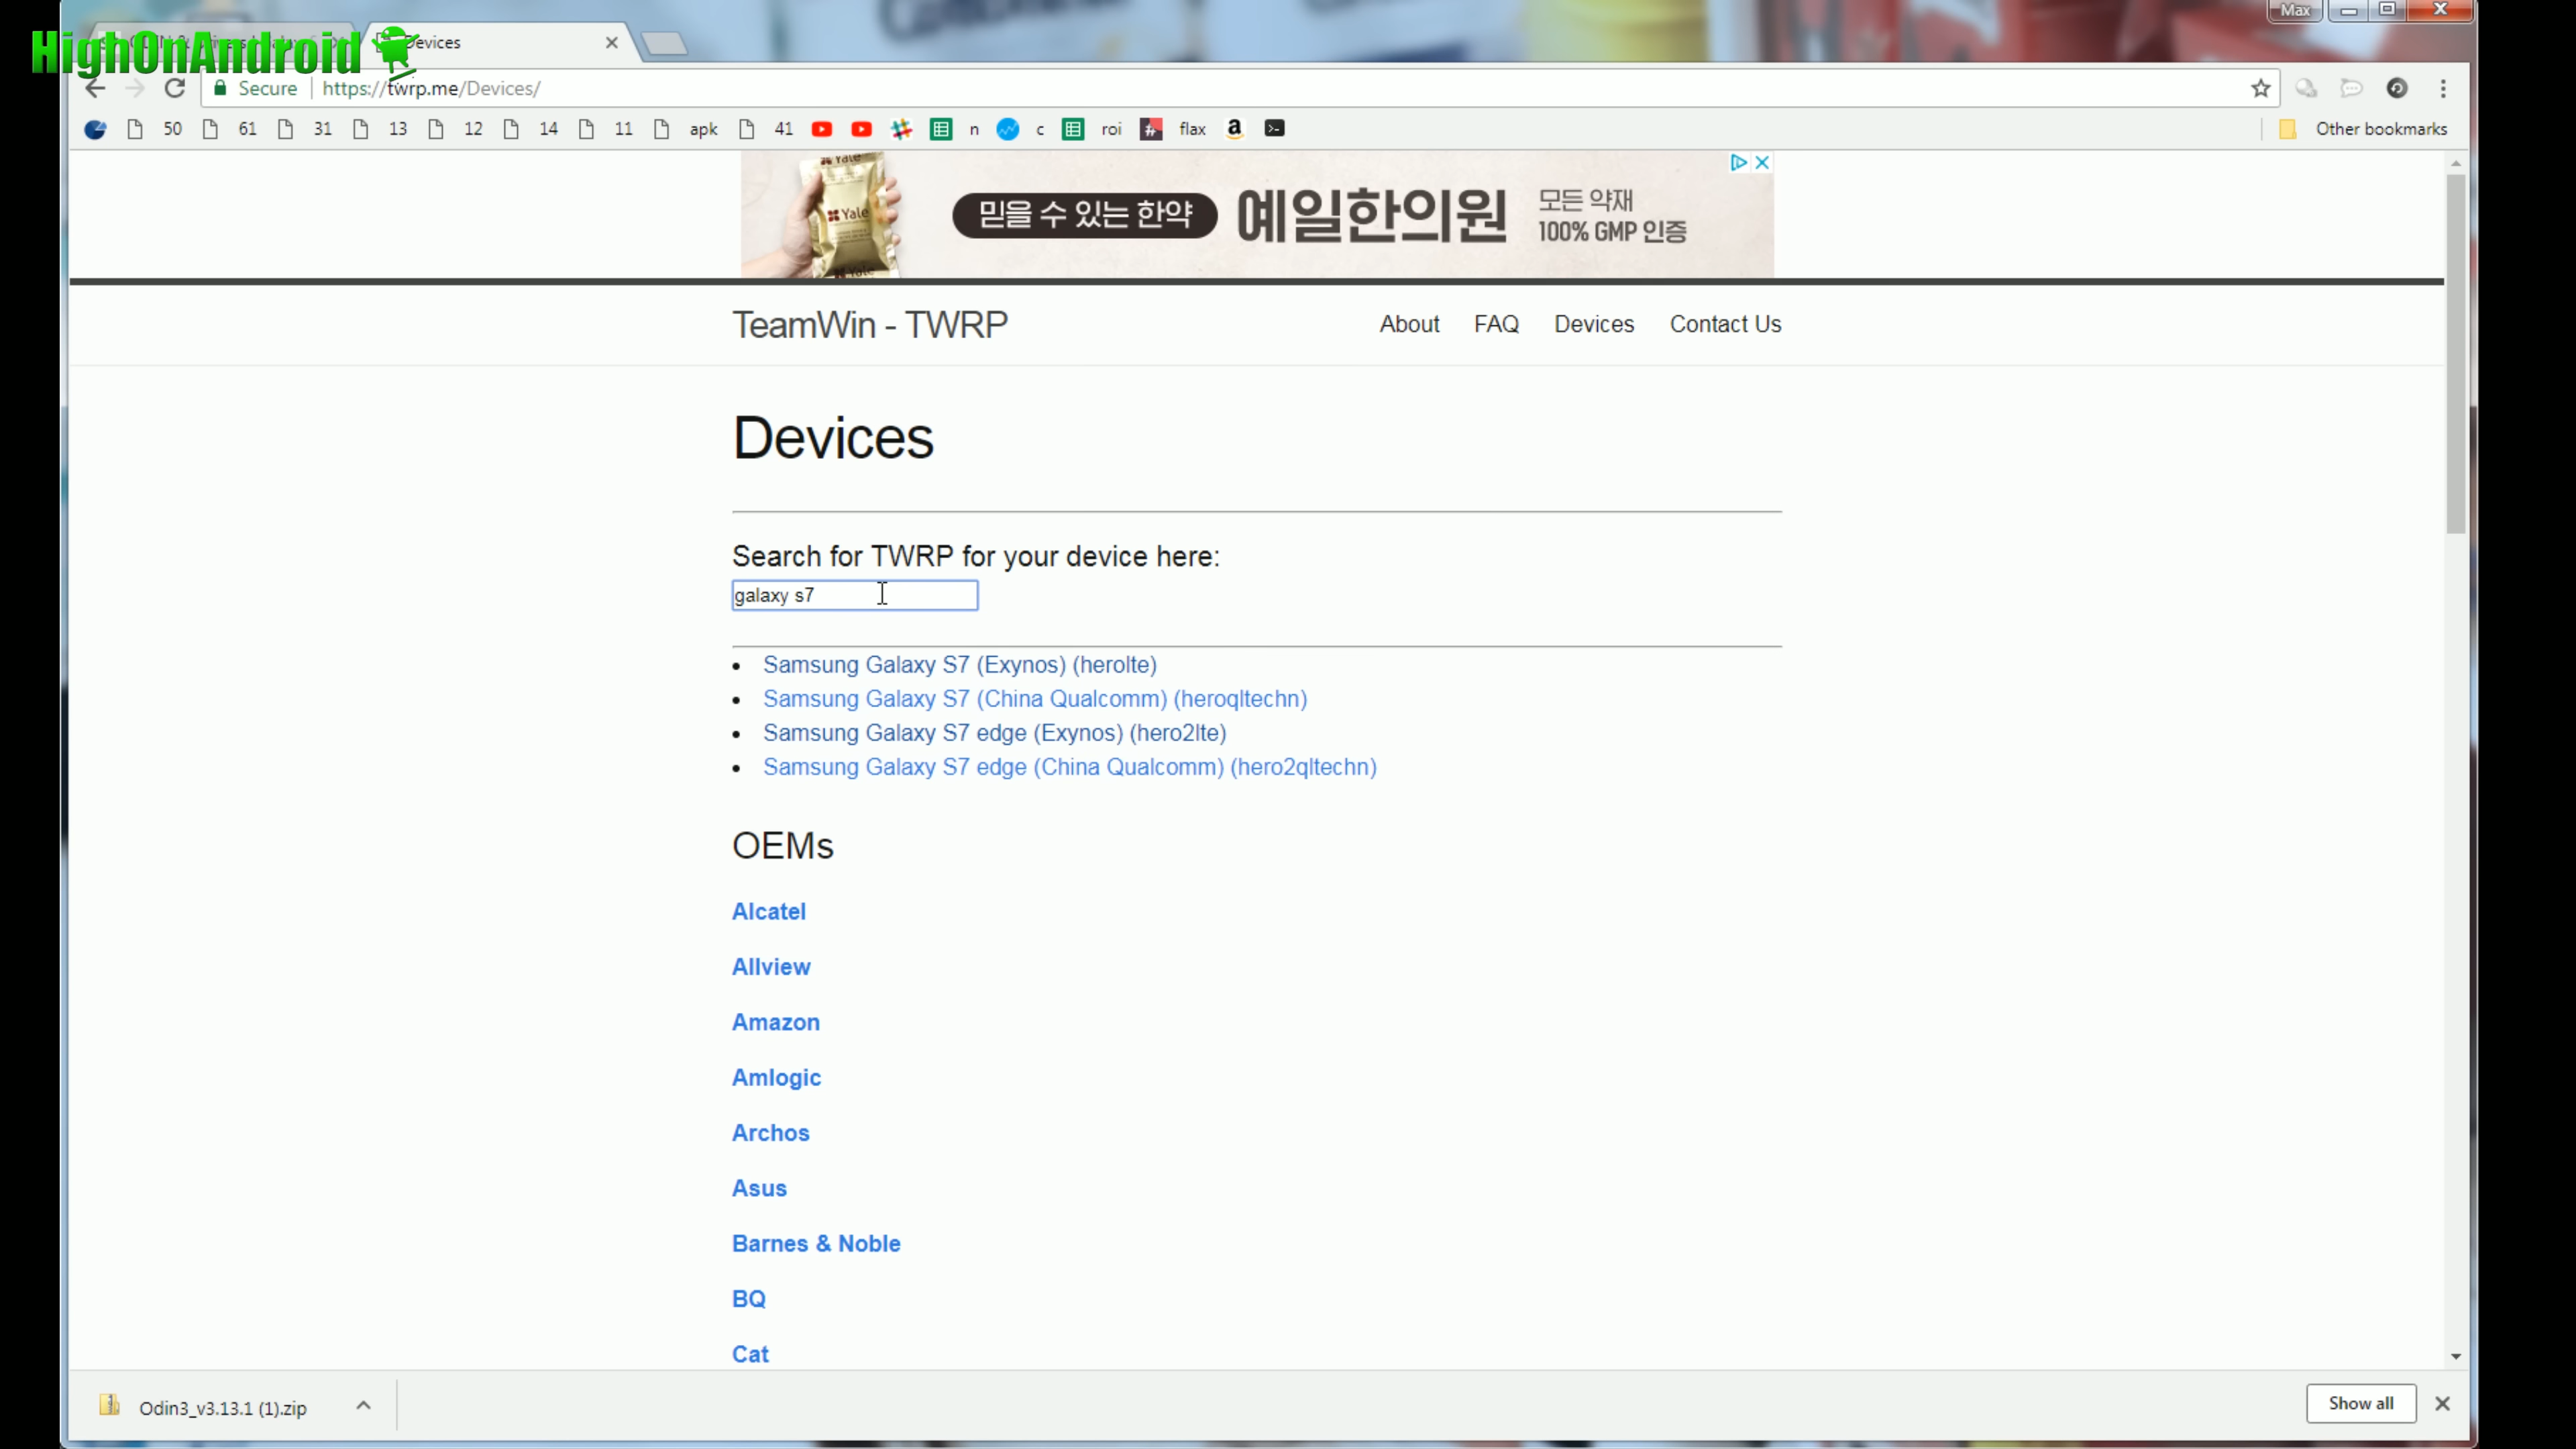 Max
HighOnAndroid
Devices
Secure
https://twrp.me/Devices/
50 61 31 13 12 14 11 apk 41 n c roi flax Other bookmarks
Yale
믿을 수 있는 한약
예일한의원
모든 약재
100% GMP 인증
TeamWin - TWRP
About FAQ Devices Contact Us
Devices
Search for TWRP for your device here:
galaxy s7
Samsung Galaxy S7 (Exynos) (herolte)
Samsung Galaxy S7 (China Qualcomm) (heroqltechn)
Samsung Galaxy S7 edge (Exynos) (hero2lte)
Samsung Galaxy S7 edge (China Qualcomm) (hero2qltechn)
OEMs
Alcatel
Allview
Amazon
Amlogic
Archos
Asus
Barnes & Noble
BQ
Cat
Odin3_v3.13.1 (1).zip
Show all